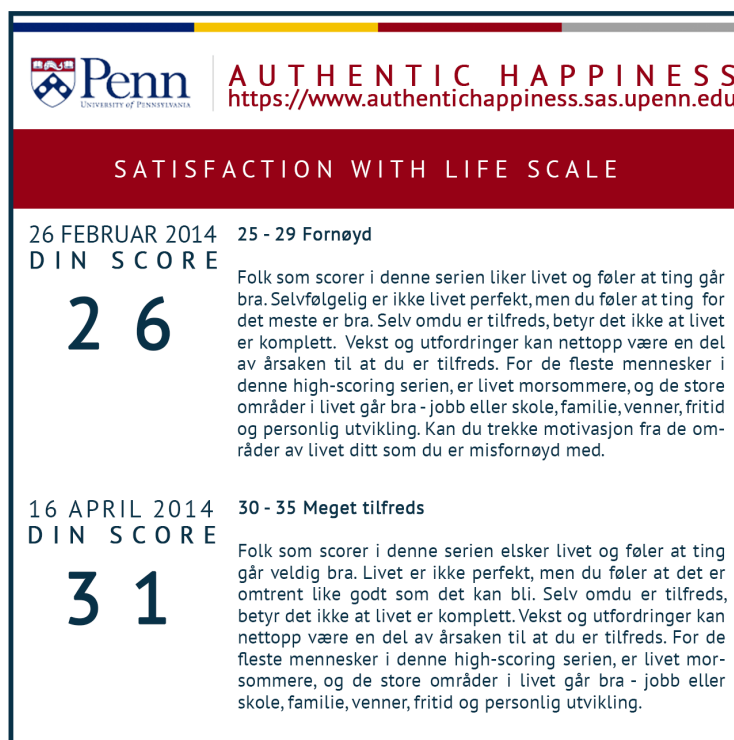 Penn
UNIVERSITY of PENNSYLVANIA
AUTHENTIC HAPPINESS
https://www.authentichappiness.sas.upenn.edu
SATISFACTION WITH LIFE SCALE
26 FEBRUAR 2014
DIN SCORE
26
25 - 29 Fornøyd
Folk som scorer i denne serien liker livet og føler at ting går
bra. Selvfølgelig er ikke livet perfekt, men du føler at ting for
det meste er bra. Selv omdu er tilfreds, betyr det ikke at livet
er komplett. Vekst og utfordringer kan nettopp være en del
av årsaken til at du er tilfreds. For de fleste mennesker i
denne high-scoring serien, er livet morsommere, og de store
områder i livet går bra - jobb eller skole, familie, venner, fritid
og personlig utvikling. Kan du trekke motivasjon fra de om-
råder av livet ditt som du er misfornøyd med.
16 APRIL 2014
DIN SCORE
31
30 - 35 Meget tilfreds
Folk som scorer i denne serien elsker livet og føler at ting
går veldig bra. Livet er ikke perfekt, men du føler at det er
omtrent like godt som det kan bli. Selv omdu er tilfreds,
betyr det ikke at livet er komplett. Vekst og utfordringer kan
nettopp være en del av årsaken til at du er tilfreds. For de
fleste mennesker i denne high-scoring serien, er livet mor-
sommere, og de store områder i livet går bra - jobb eller
skole, familie, venner, fritid og personlig utvikling.